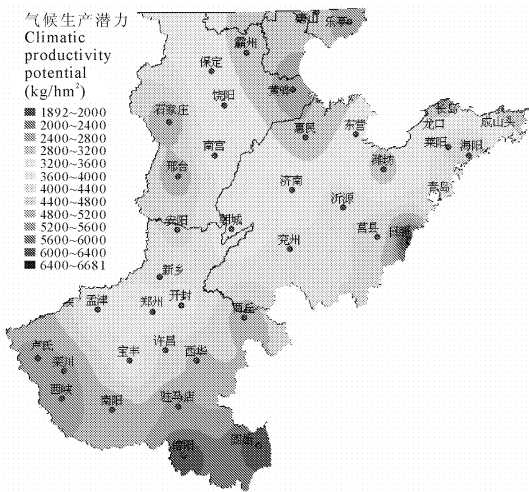 气候生产潜力
Climatic
productivity
potential
(kg/hm²)
1892~2000
2000~2400
2400~2800
2800~3200
3200~3600
3600~4000
4000~4400
4400~4800
4800~5200
5200~5600
5600~6000
6000~6400
6400~6681
乐亭
霸州
保定
黄骅
饶阳
石家庄
惠民
东营
长岛
龙口
成山头
莱阳
海阳
南宫
邢台
潍坊
济南
青岛
沂源
安阳
朝城
莒县
日照
兖州
新乡
孟津
郑州
开封
商丘
卢氏
栾川
宝丰
许昌
西华
西峡
南阳
驻马店
信阳
固始